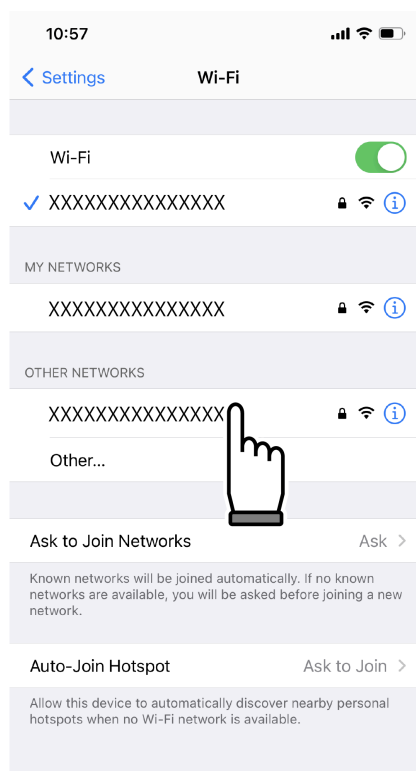 10:57
Settings
Wi-Fi
Wi-Fi
XXXXXXXXXXXXXXX
MY NETWORKS
XXXXXXXXXXXXXXX
OTHER NETWORKS
XXXXXXXXXXXXXXX
Other...
Ask to Join Networks Ask
Known networks will be joined automatically. If no known
networks are available, you will be asked before joining a new
network.
Auto-Join Hotspot Ask to Join
Allow this device to automatically discover nearby personal
hotspots when no Wi-Fi network is available.